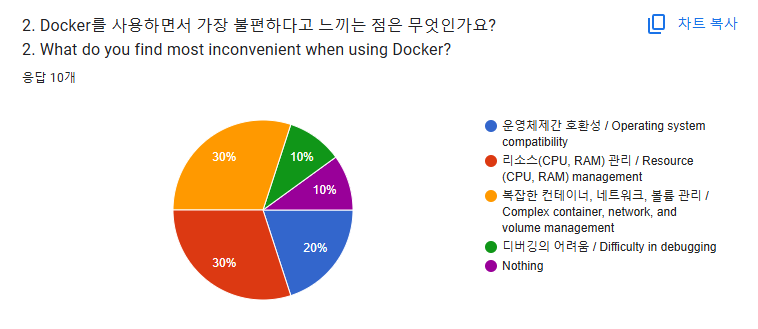 2. Docker를 사용하면서 가장 불편하다고 느끼는 점은 무엇인가요?
차트 복사
2. What do you find most inconvenient when using Docker?
응답 10개
운영체제간 호환성 / Operating system
compatibility
리소스(CPU, RAM) 관리 / Resource
(CPU, RAM) management
복잡한 컨테이너, 네트워크, 볼륨 관리 /
Complex container, network, and
volume management
디버깅의 어려움 / Difficulty in debugging
Nothing
30%
10%
10%
20%
30%